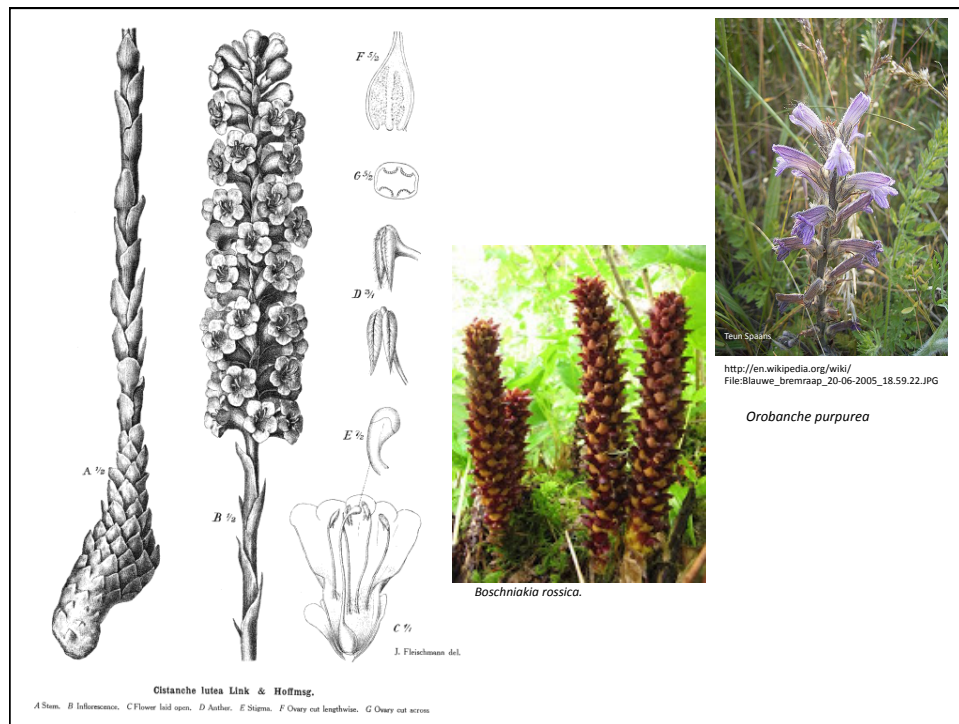 F 5/2
G 5/2
D 3/1
E 7/2
A 1/2
B 1/2
C 2/1
J. Fleischmann del.
Cistanche lutea Link & Hoffmsg.
A Stem. B Inflorescence. C Flower laid open. D Anther. E Stigma. F Ovary cut lengthwise. G Ovary cut across
Boschniakia rossica.
Teun Spaans
http://en.wikipedia.org/wiki/
File:Blauwe_bremraap_20-06-2005_18.59.22.JPG
Orobanche purpurea